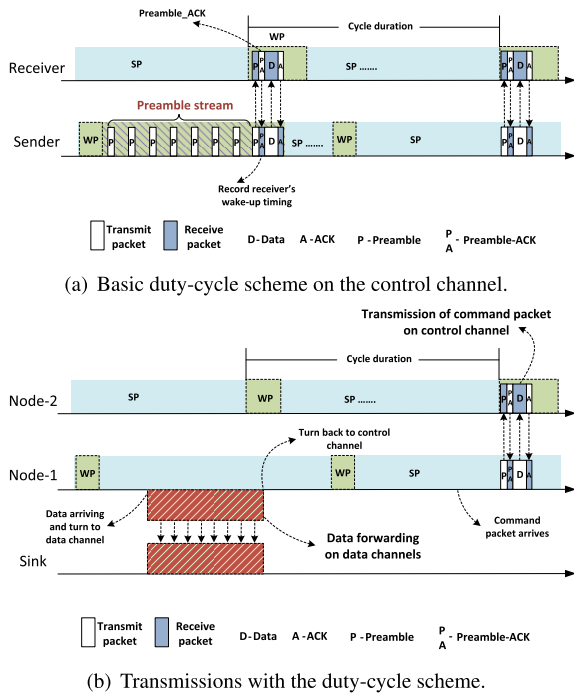 Preamble_ACK
Cycle duration
WP
Receiver
SP
P P A D A
SP .......
P P A D A
Preamble stream
Sender
WP
P P P P P P P
P P A D A
SP .......
WP
SP
P P A D A
Record receiver's
wake-up timing
Transmit
packet
Receive
packet
D-Data
A-ACK
P-Preamble
P
A - Preamble-ACK
(a) Basic duty-cycle scheme on the control channel.
Transmission of command packet
on control channel
Cycle duration
Node-2
SP
WP
SP .......
P P A D A
Turn back to control
channel
Node-1
WP
WP
SP
P P A D A
Data arriving
and turn to
data channel
Data forwarding
on data channels
Command
packet arrives
Sink
Transmit
packet
Receive
packet
D-Data
A-ACK
P-Preamble
P
A - Preamble-ACK
(b) Transmissions with the duty-cycle scheme.